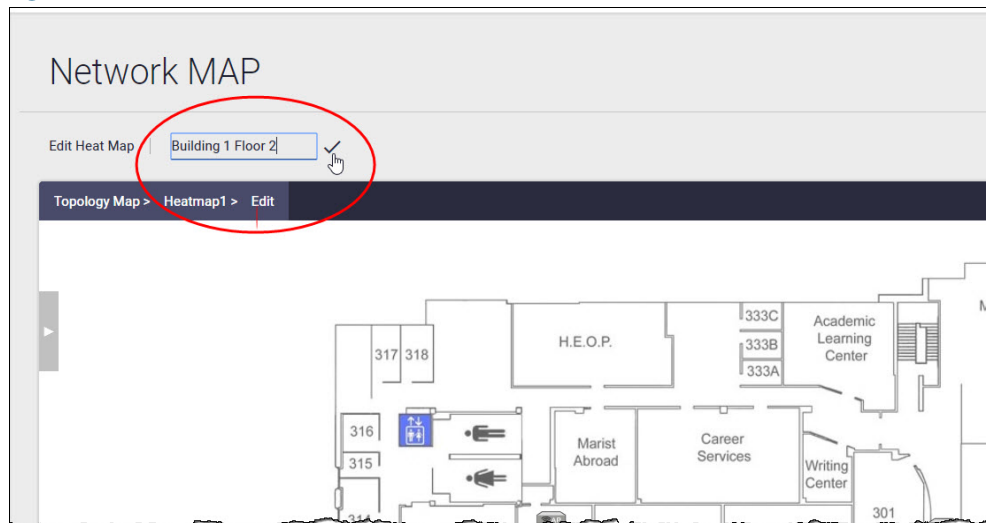 Network MAP
Edit Heat Map
Building 1 Floor 2
Topology Map > Heatmap1 > Edit
317 318
H.E.O.P.
333C
333B
333A
Academic
Learning
Center
316
315
Marist
Abroad
Career
Services
Writing
Center
301